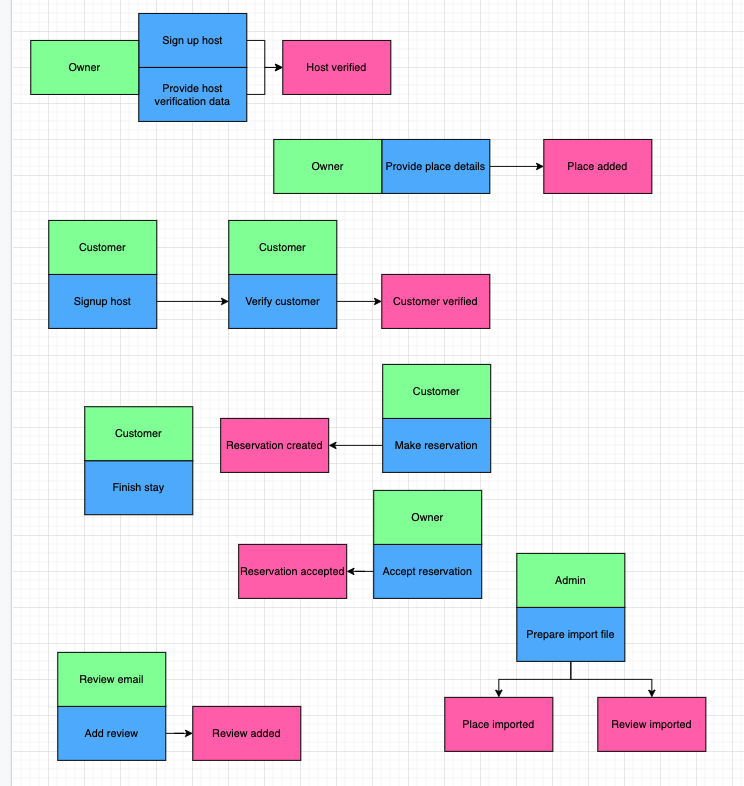 Sign up host
Owner
Host verified
Provide host
verification data
Owner
Provide place details
Place added
Customer
Customer
Signup host
Verify customer
Customer verified
Customer
Customer
Reservation created
Make reservation
Finish stay
Owner
Reservation accepted
Accept reservation
Admin
Prepare import file
Review email
Add review
Review added
Place imported
Review imported